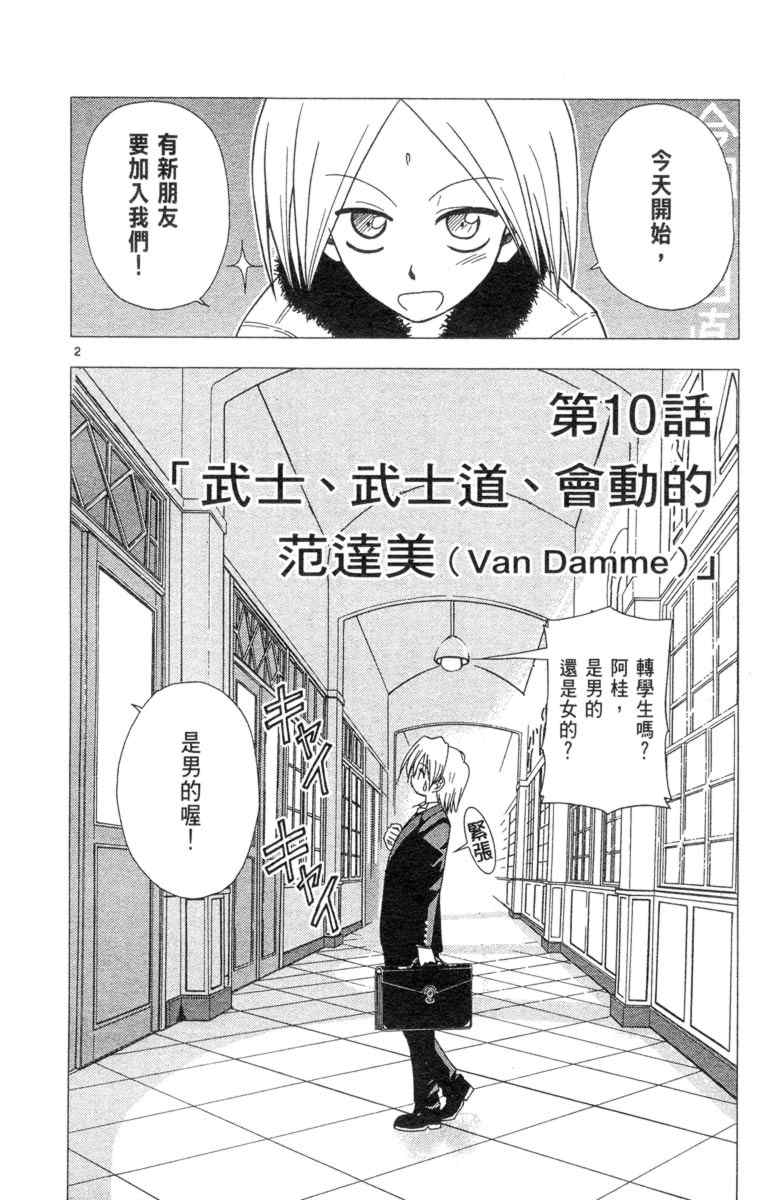 今天開始，
有新朋友
要加入我們！
2
第10話
「武士、武士道、會動的
范達美（Van Damme）」
轉學生嗎？
阿桂，
是男的
還是女的？
是男的喔！
キャイ
キャイ
緊張